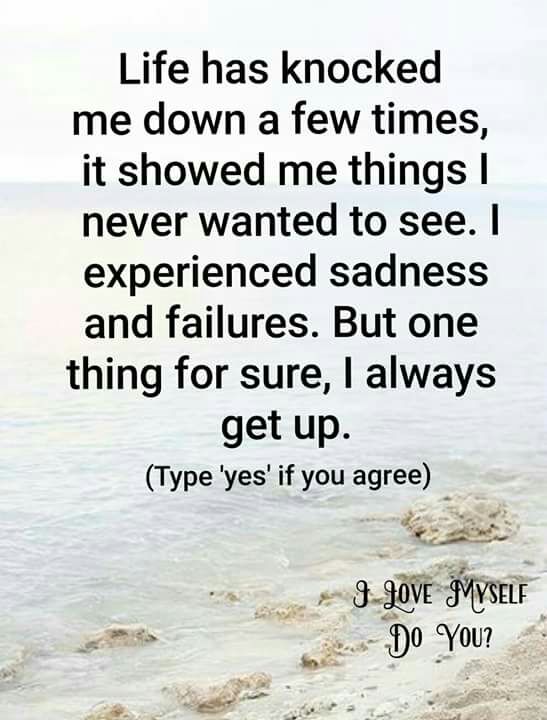 Life has knocked
me down a few times,
it showed me things I
never wanted to see. I
experienced sadness
and failures. But one
thing for sure, I always
get up.
(Type 'yes' if you agree)
I Love Myself
Do You?